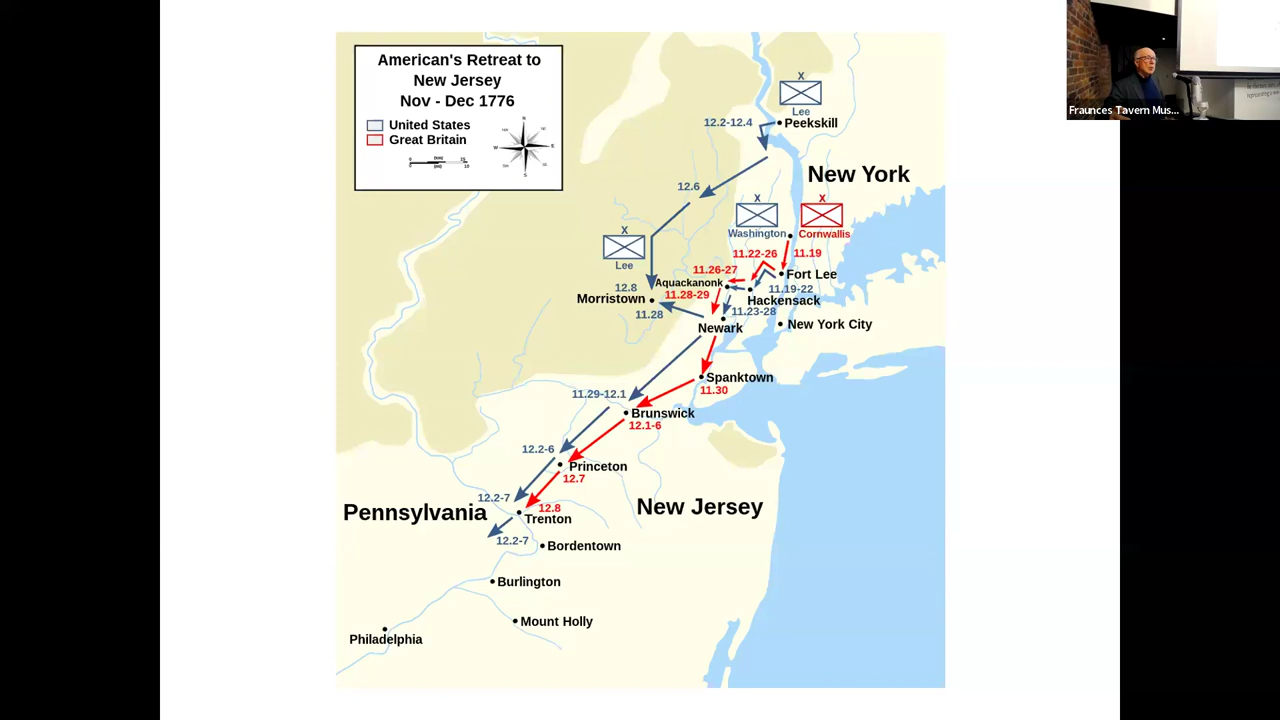 American's Retreat to
New Jersey
Nov - Dec 1776
United States
Great Britain
N
W
E
S
X
Lee
12.2-12.4
Peekskill
New York
12.6
X
Washington
X
Cornwallis
X
Lee
11.22-26
11.19
11.26-27
Fort Lee
Aquackanonk
12.8
11.28-29
11.19-22
Morristown
Hackensack
11.28
11.23-28
Newark
New York City
Spanktown
11.30
11.29-12.1
Brunswick
12.1-6
12.2-6
Princeton
12.7
12.2-7
Pennsylvania
New Jersey
12.8
Trenton
12.2-7
Bordentown
Burlington
Mount Holly
Philadelphia
Fraunces Tavern Mus...